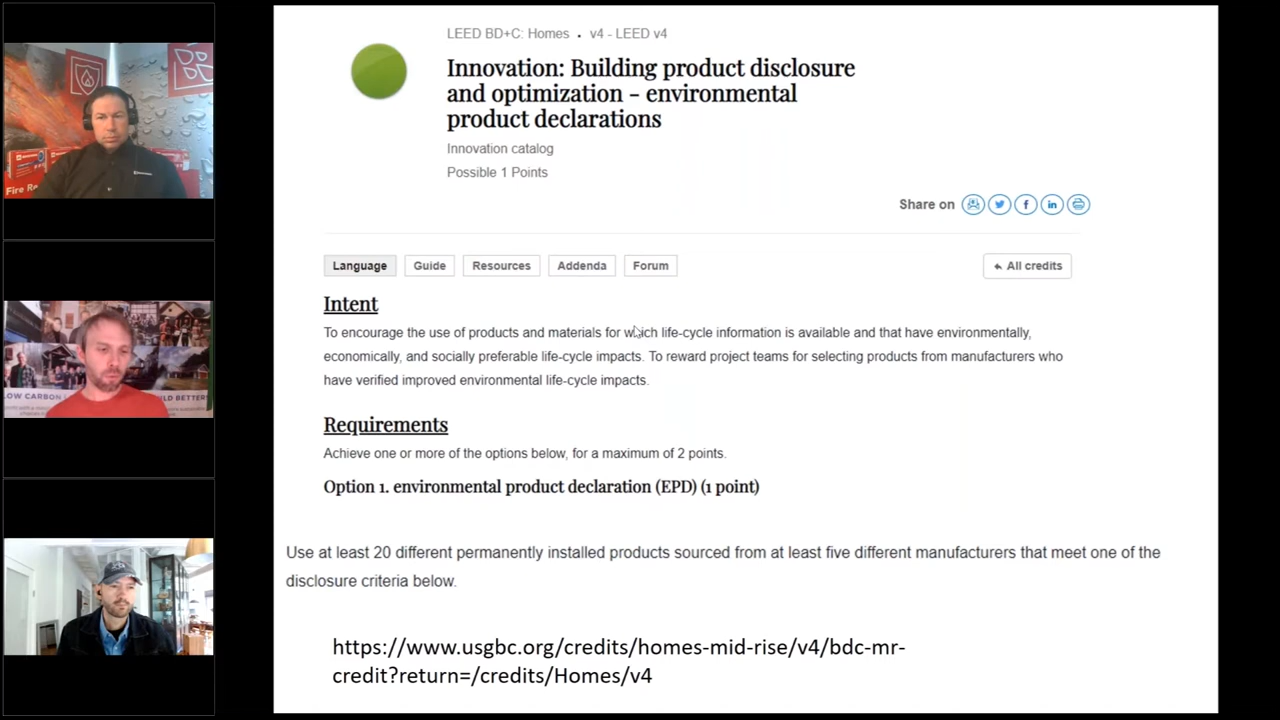 LEED BD+C: Homes • v4 - LEED v4
Innovation: Building product disclosure
and optimization - environmental
product declarations
Innovation catalog
Possible 1 Points
Share on
Language Guide Resources Addenda Forum All credits
Intent
To encourage the use of products and materials for which life-cycle information is available and that have environmentally,
economically, and socially preferable life-cycle impacts. To reward project teams for selecting products from manufacturers who
have verified improved environmental life-cycle impacts.
Requirements
Achieve one or more of the options below, for a maximum of 2 points.
Option 1. environmental product declaration (EPD) (1 point)
Use at least 20 different permanently installed products sourced from at least five different manufacturers that meet one of the
disclosure criteria below.
https://www.usgbc.org/credits/homes-mid-rise/v4/bdc-mr-
credit?return=/credits/Homes/v4
Fire
LOW CARBON